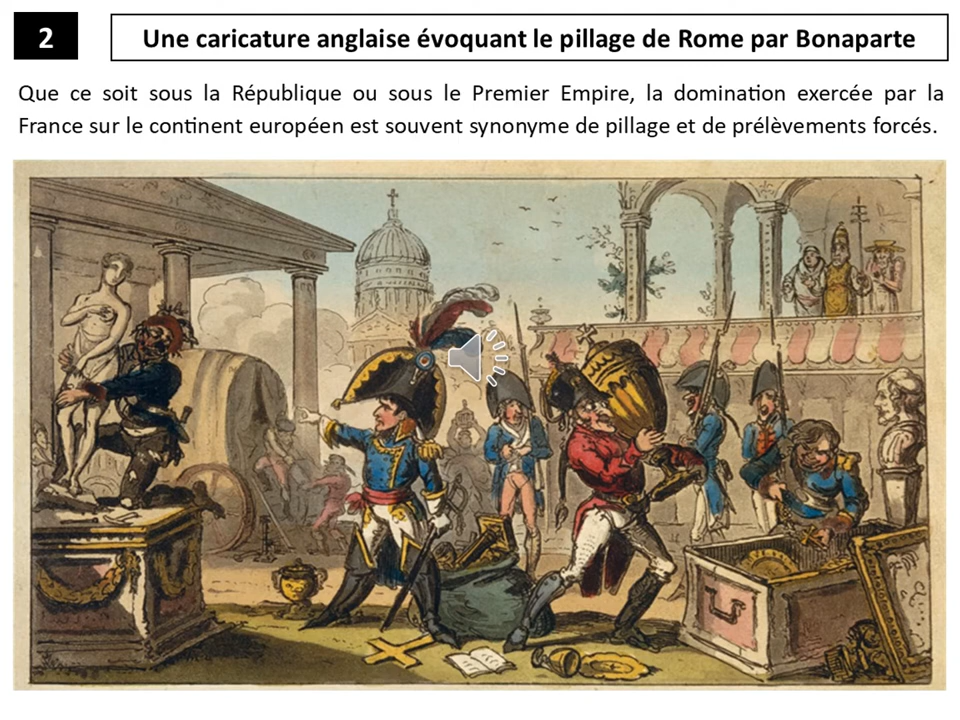 2
Une caricature anglaise évoquant le pillage de Rome par Bonaparte
Que ce soit sous la République ou sous le Premier Empire, la domination exercée par la
France sur le continent européen est souvent synonyme de pillage et de prélèvements forcés.